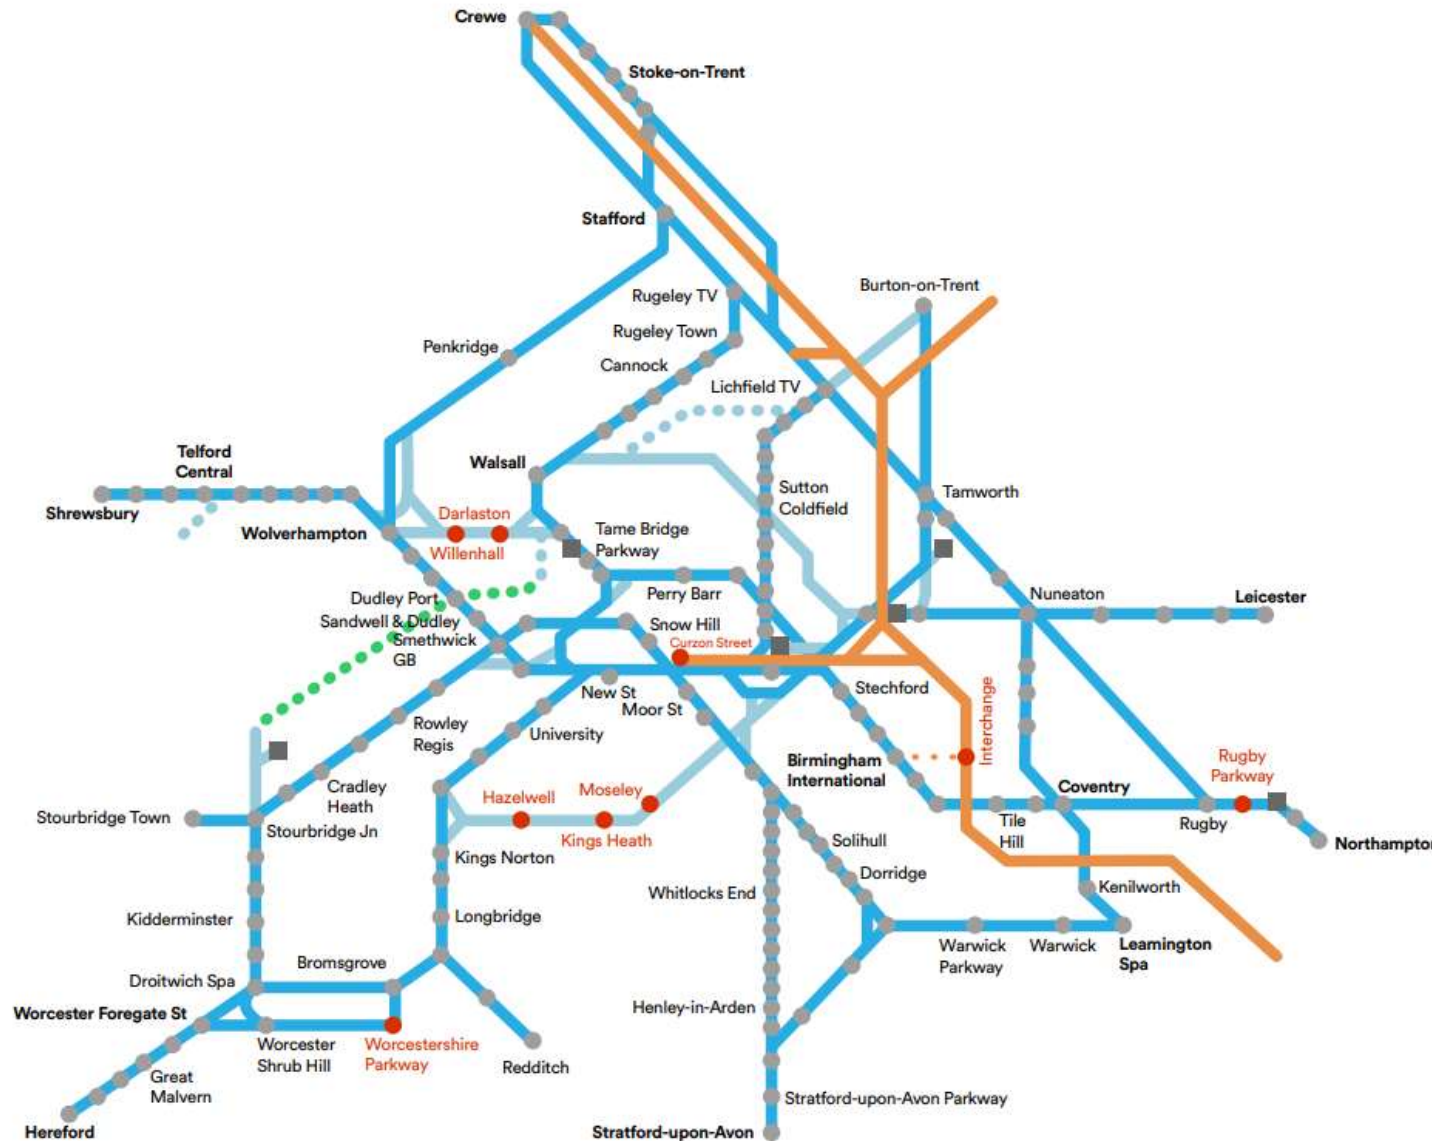 Crewe
Stoke-on-Trent
Stafford
Burton-on-Trent
Rugeley TV
Rugeley Town
Penkridge
Cannock
Lichfield TV
Telford
Central
Walsall
Sutton
Coldfield
Tamworth
Shrewsbury
Darlaston
Wolverhampton
Willenhall
Tame Bridge
Parkway
Nuneaton
Leicester
Dudley Port
Perry Barr
Sandwell & Dudley
Snow Hill
Smethwick
GB
Curzon Street
Stechford
New St
Moor St
Interchange
Rowley
Regis
University
Birmingham
International
Rugby
Parkway
Cradley
Heath
Hazelwell
Moseley
Coventry
Stourbridge Town
Stourbridge Jn
Kings Heath
Tile
Hill
Rugby
Northampton
Solihull
Kings Norton
Dorridge
Kenilworth
Whitlocks End
Kidderminster
Longbridge
Warwick
Parkway
Warwick
Leamington
Spa
Bromsgrove
Droitwich Spa
Henley-in-Arden
Worcester Foregate St
Worcester
Shrub Hill
Worcestershire
Parkway
Redditch
Great
Malvern
Stratford-upon-Avon Parkway
Hereford
Stratford-upon-Avon